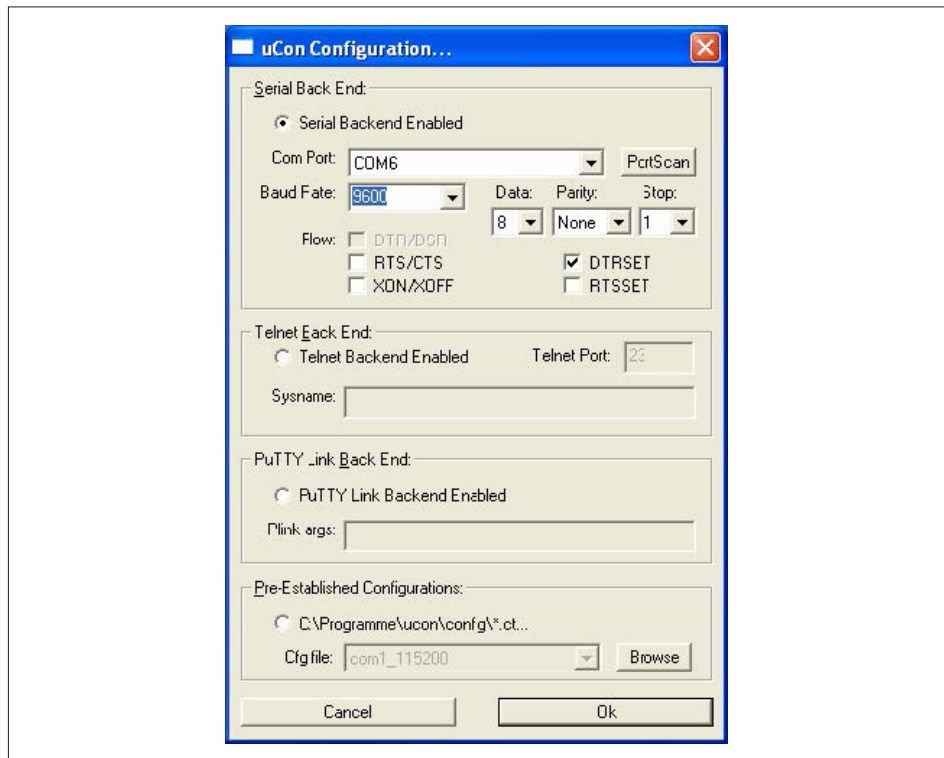 uCon Configuration...
Serial Back End:
Serial Backend Enabled
Com Port: COM6 PortScan
Baud Rate: 9600 Data: 8 Parity: None Stop: 1
Flow: DTR/DSR
RTS/CTS DTRSET
XON/XOFF RTSSET
Telnet Back End:
Telnet Backend Enabled Telnet Port: 23
Sysname:
PuTTY Link Back End:
PuTTY Link Backend Enabled
Plink args:
Pre-Established Configurations:
C:\Programme\ucon\config\*.ct...
Cfg file: com1_115200 Browse
Cancel Ok